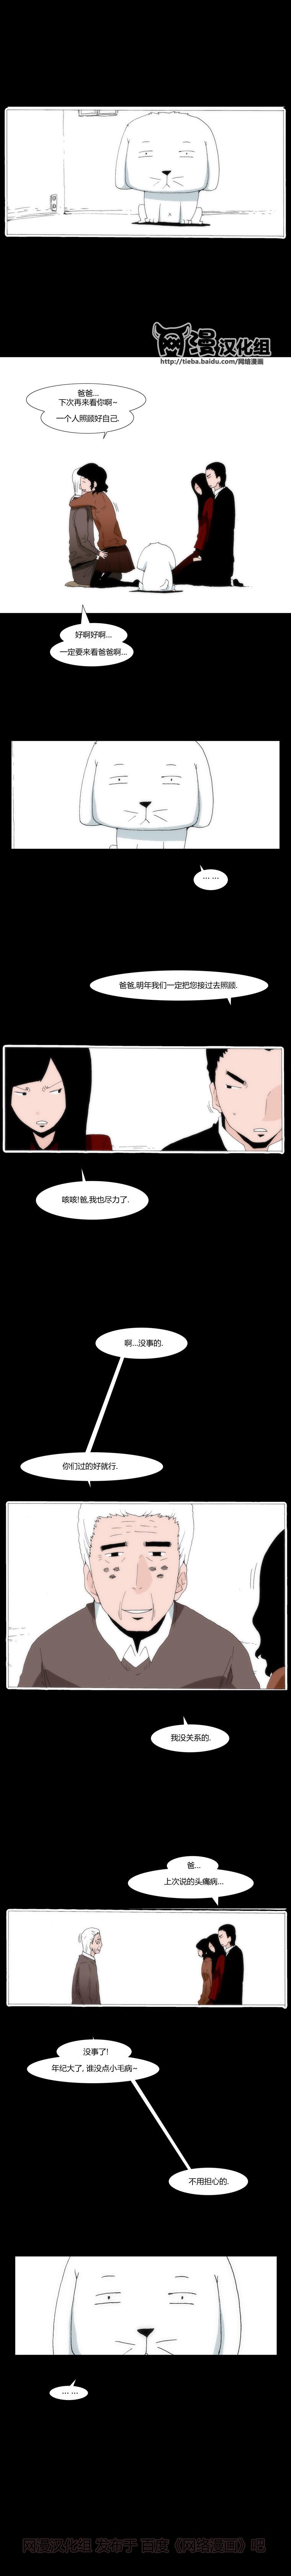 网漫汉化组
http://tieba.baidu.com/网络漫画
爸爸...
下次再来看你啊~
一个人照顾好自己.
好啊好啊...
一定要来看爸爸啊...
... ...
爸爸,明年我们一定把您接过去照顾.
咳咳!爸,我也尽力了.
啊...没事的.
你们过的好就行.
我没关系的.
爸...
上次说的头痛病...
没事了!
年纪大了, 谁没点小毛病~
不用担心的.
... ...
网漫汉化组 发布于 百度《网络漫画》吧